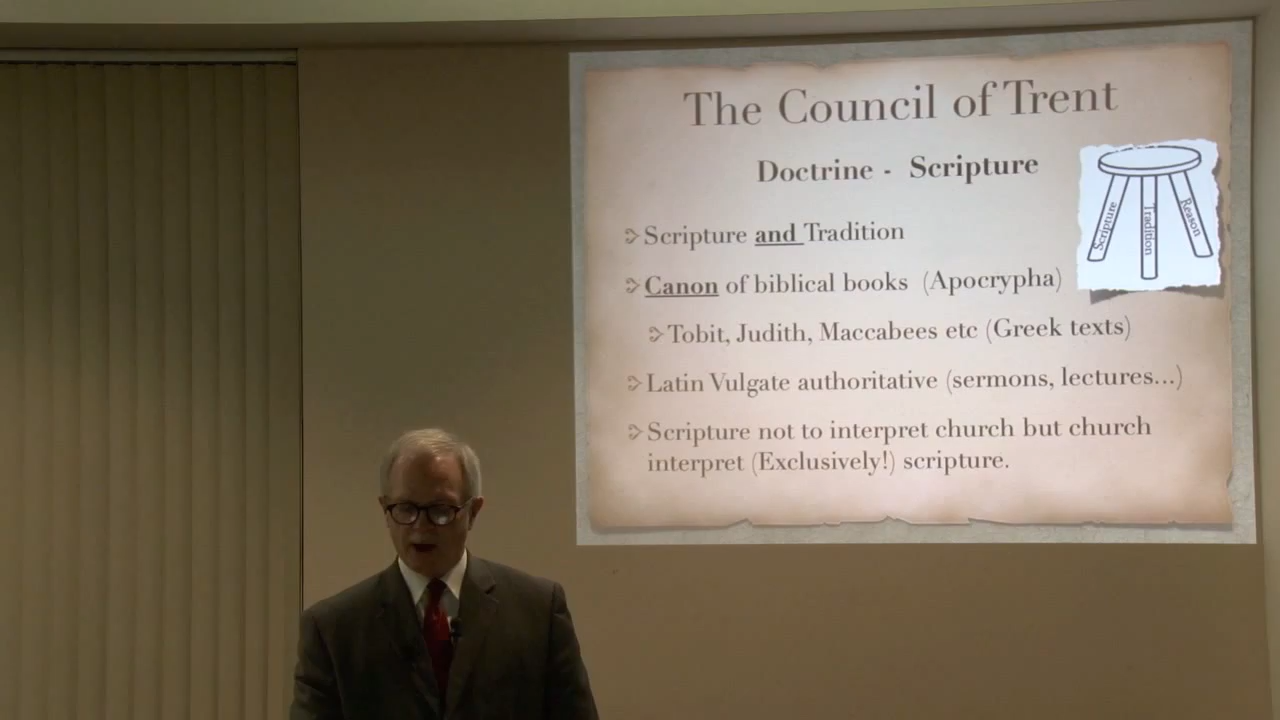 The Council of Trent
Doctrine - Scripture
Scripture and Tradition
Canon of biblical books (Apocrypha)
Tobit, Judith, Maccabees etc (Greek texts)
Latin Vulgate authoritative (sermons, lectures...)
Scripture not to interpret church but church
interpret (Exclusively!) scripture.
Scripture
Tradition
Reason